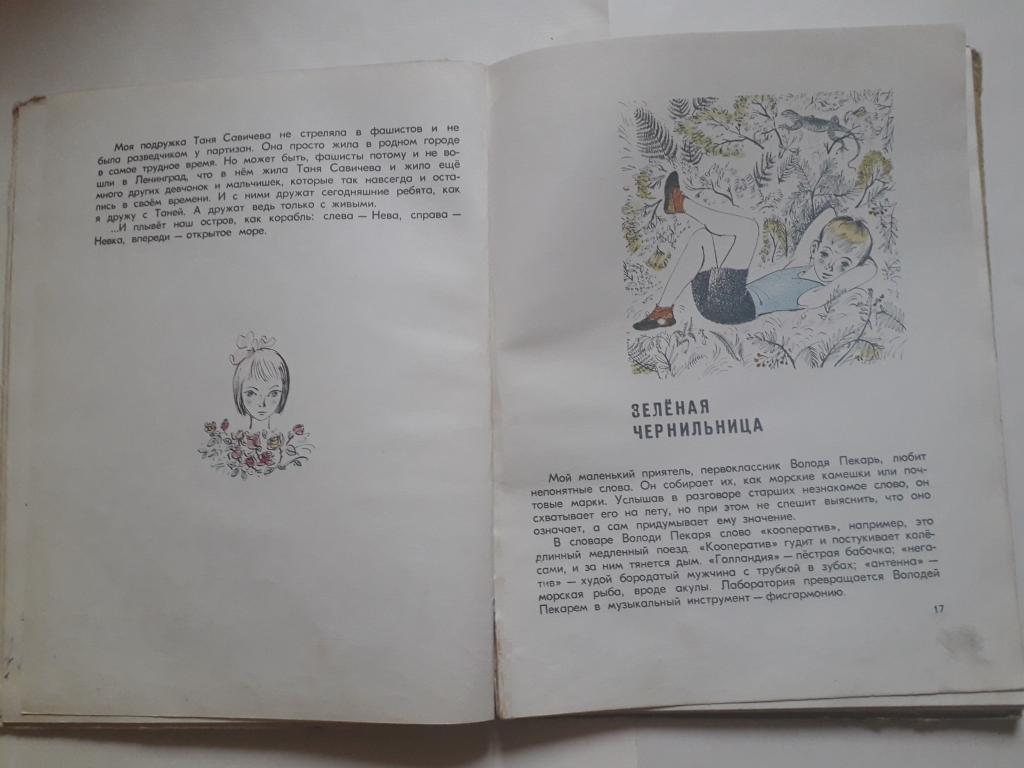 Моя подружка Таня Савичева не стреляла в фашистов и не
была разведчиком у партизан. Она просто жила в родном городе
в самое трудное время. Но может быть, фашисты потому и не во-
шли в Ленинград, что в нём жила Таня Савичева и жило ещё
много других девчонок и мальчишек, которые так навсегда и оста-
лись в своём времени. И с ними дружат сегодняшние ребята, как
я дружу с Таней. А дружат ведь только с живыми.
...И плывёт наш остров, как корабль: слева — Нева, справа —
Невка, впереди — открытое море.
ЗЕЛЁНАЯ
ЧЕРНИЛЬНИЦА
Мой маленький приятель, первоклассник Володя Пекарь, любит
непонятные слова. Он собирает их, как морские камешки или поч-
товые марки. Услышав в разговоре старших незнакомое слово, он
схватывает его на лету, но при этом не спешит выяснить, что оно
означает, а сам придумывает ему значение.
В словаре Володи Пекаря слово «кооператив», например, это
длинный медленный поезд. «Кооператив» гудит и постукивает колё-
сами, и за ним тянется дым. «Голландия» — пёстрая бабочка; «нега-
тив» — худой бородатый мужчина с трубкой в зубах; «антенна» —
морская рыба, вроде акулы. Лаборатория превращается Володей
Пекарем в музыкальный инструмент — фисгармонию.
17